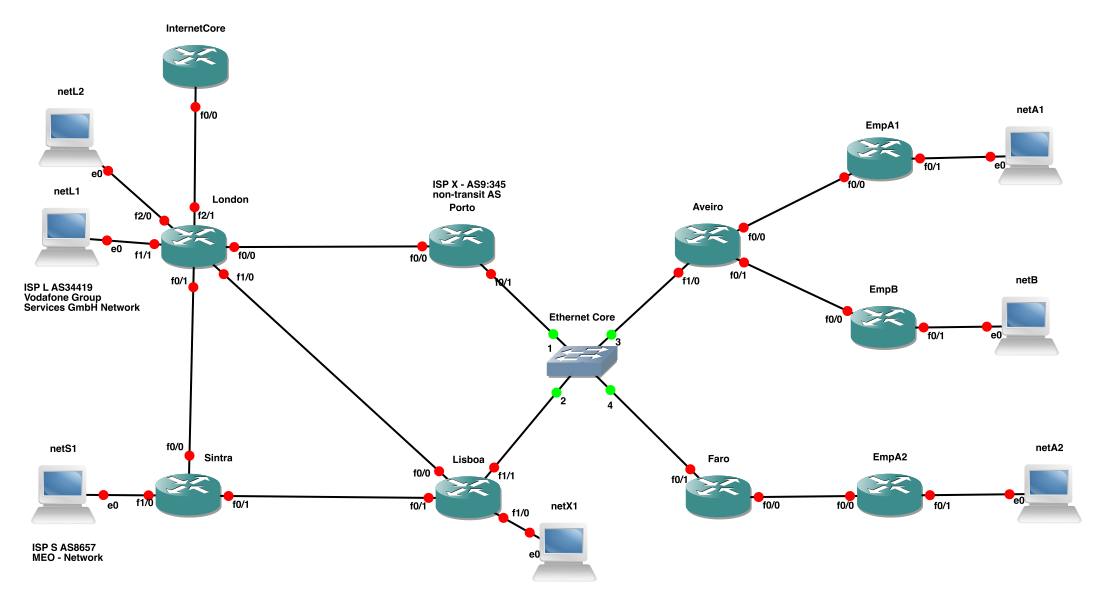 InternetCore
f0/0
netL2
e0
netL1
e0
f2/0
f2/1
London
f1/1
f0/0
f0/1
f1/0
ISP L AS34419
Vodafone Group
Services GmbH Network
ISP X - AS9:345
non-transit AS
Porto
f0/0
f0/1
Ethernet Core
1
3
2
4
Aveiro
f0/0
f0/1
f1/0
EmpA1
f0/0
f0/1
netA1
e0
EmpB
f0/0
f0/1
netB
e0
netS1
e0
f0/0
Sintra
f1/0
f0/1
ISP S AS8657
MEO - Network
Lisboa
f0/0
f1/1
f0/1
f1/0
netX1
e0
Faro
f0/1
f0/0
EmpA2
f0/0
f0/1
netA2
e0